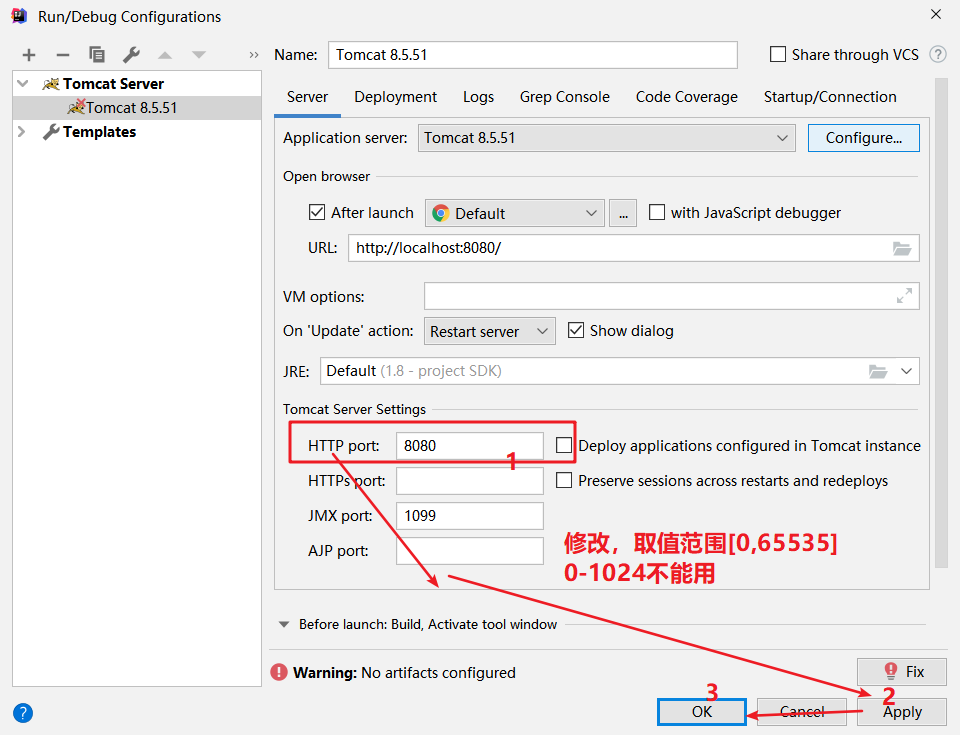 Run/Debug Configurations
Name: Tomcat 8.5.51 Share through VCS ?
Tomcat Server
Tomcat 8.5.51
Templates
Server Deployment Logs Grep Console Code Coverage Startup/Connection
Application server: Tomcat 8.5.51 Configure...
Open browser
After launch Default ... with JavaScript debugger
URL: http://localhost:8080/
VM options:
On 'Update' action: Restart server Show dialog
JRE: Default (1.8 - project SDK)
Tomcat Server Settings
HTTP port: 8080 Deploy applications configured in Tomcat instance
1
HTTPs port: Preserve sessions across restarts and redeploys
JMX port: 1099
AJP port:
修改，取值范围[0,65535]
0-1024不能用
Before launch: Build, Activate tool window
Warning: No artifacts configured Fix
3 2
? OK Cancel Apply